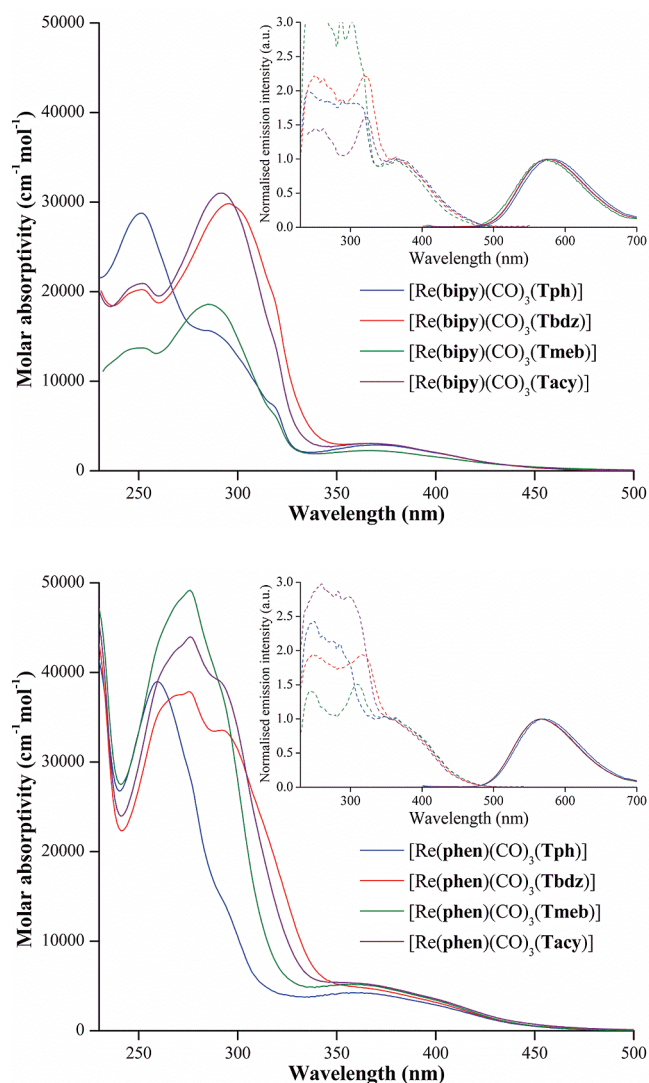 50000
40000
30000
20000
10000
0
Molar absorptivity (cm⁻¹mol⁻¹)
250 300 350 400 450 500
Wavelength (nm)
3.0
2.5
2.0
1.5
1.0
0.5
0.0
Normalised emission intensity (a.u.)
300 400 500 600 700
Wavelength (nm)
[Re(bipy)(CO)₃(Tph)]
[Re(bipy)(CO)₃(Tbdz)]
[Re(bipy)(CO)₃(Tmeb)]
[Re(bipy)(CO)₃(Tacy)]
50000
40000
30000
20000
10000
0
Molar absorptivity (cm⁻¹mol⁻¹)
250 300 350 400 450 500
Wavelength (nm)
3.0
2.5
2.0
1.5
1.0
0.5
0.0
Normalised emission intensity (a.u.)
300 400 500 600 700
Wavelength (nm)
[Re(phen)(CO)₃(Tph)]
[Re(phen)(CO)₃(Tbdz)]
[Re(phen)(CO)₃(Tmeb)]
[Re(phen)(CO)₃(Tacy)]